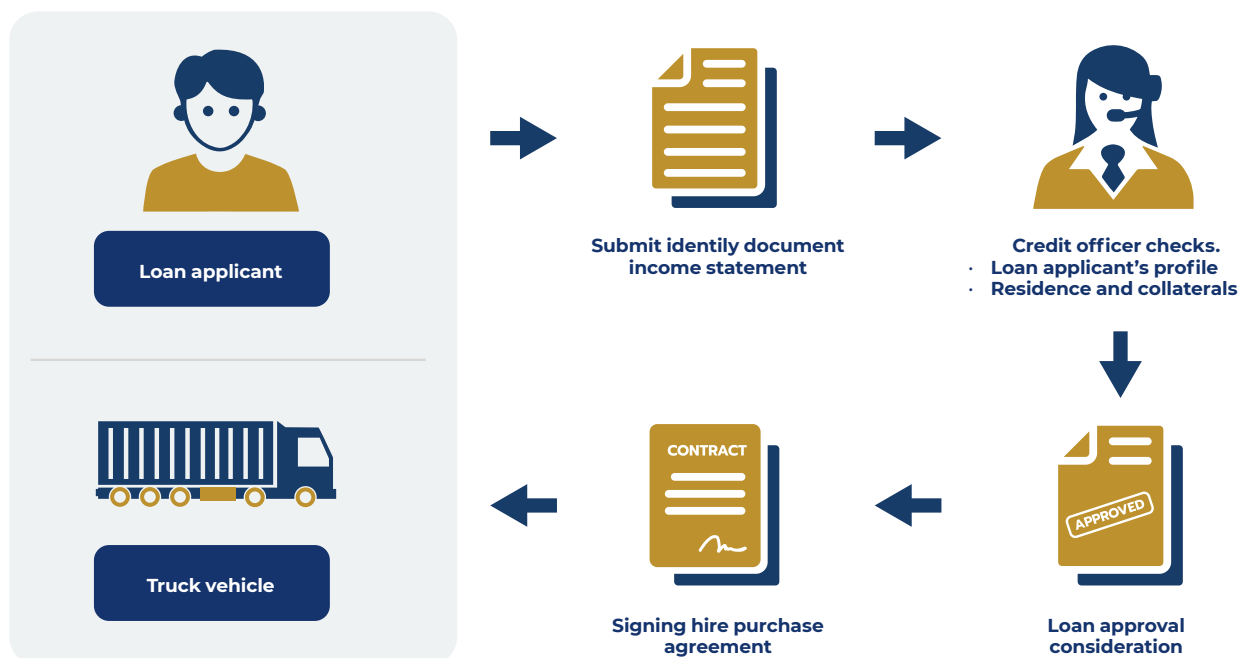 Loan applicant
Submit identily document
income statement
Credit officer checks.
· Loan applicant's profile
· Residence and collaterals
Truck vehicle
CONTRACT
Signing hire purchase
agreement
APPROVED
Loan approval
consideration